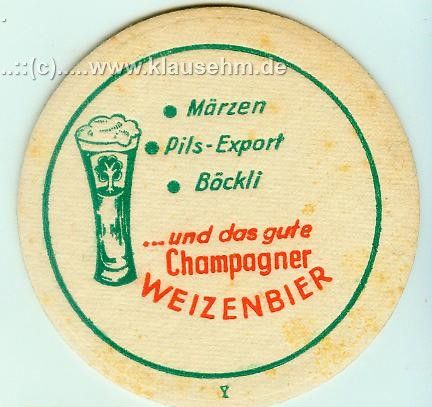 ..::(c).....www.klausehm.de
• Märzen
• Pils-Export
• Böckli
...und das gute
Champagner
WEIZENBIER
Y